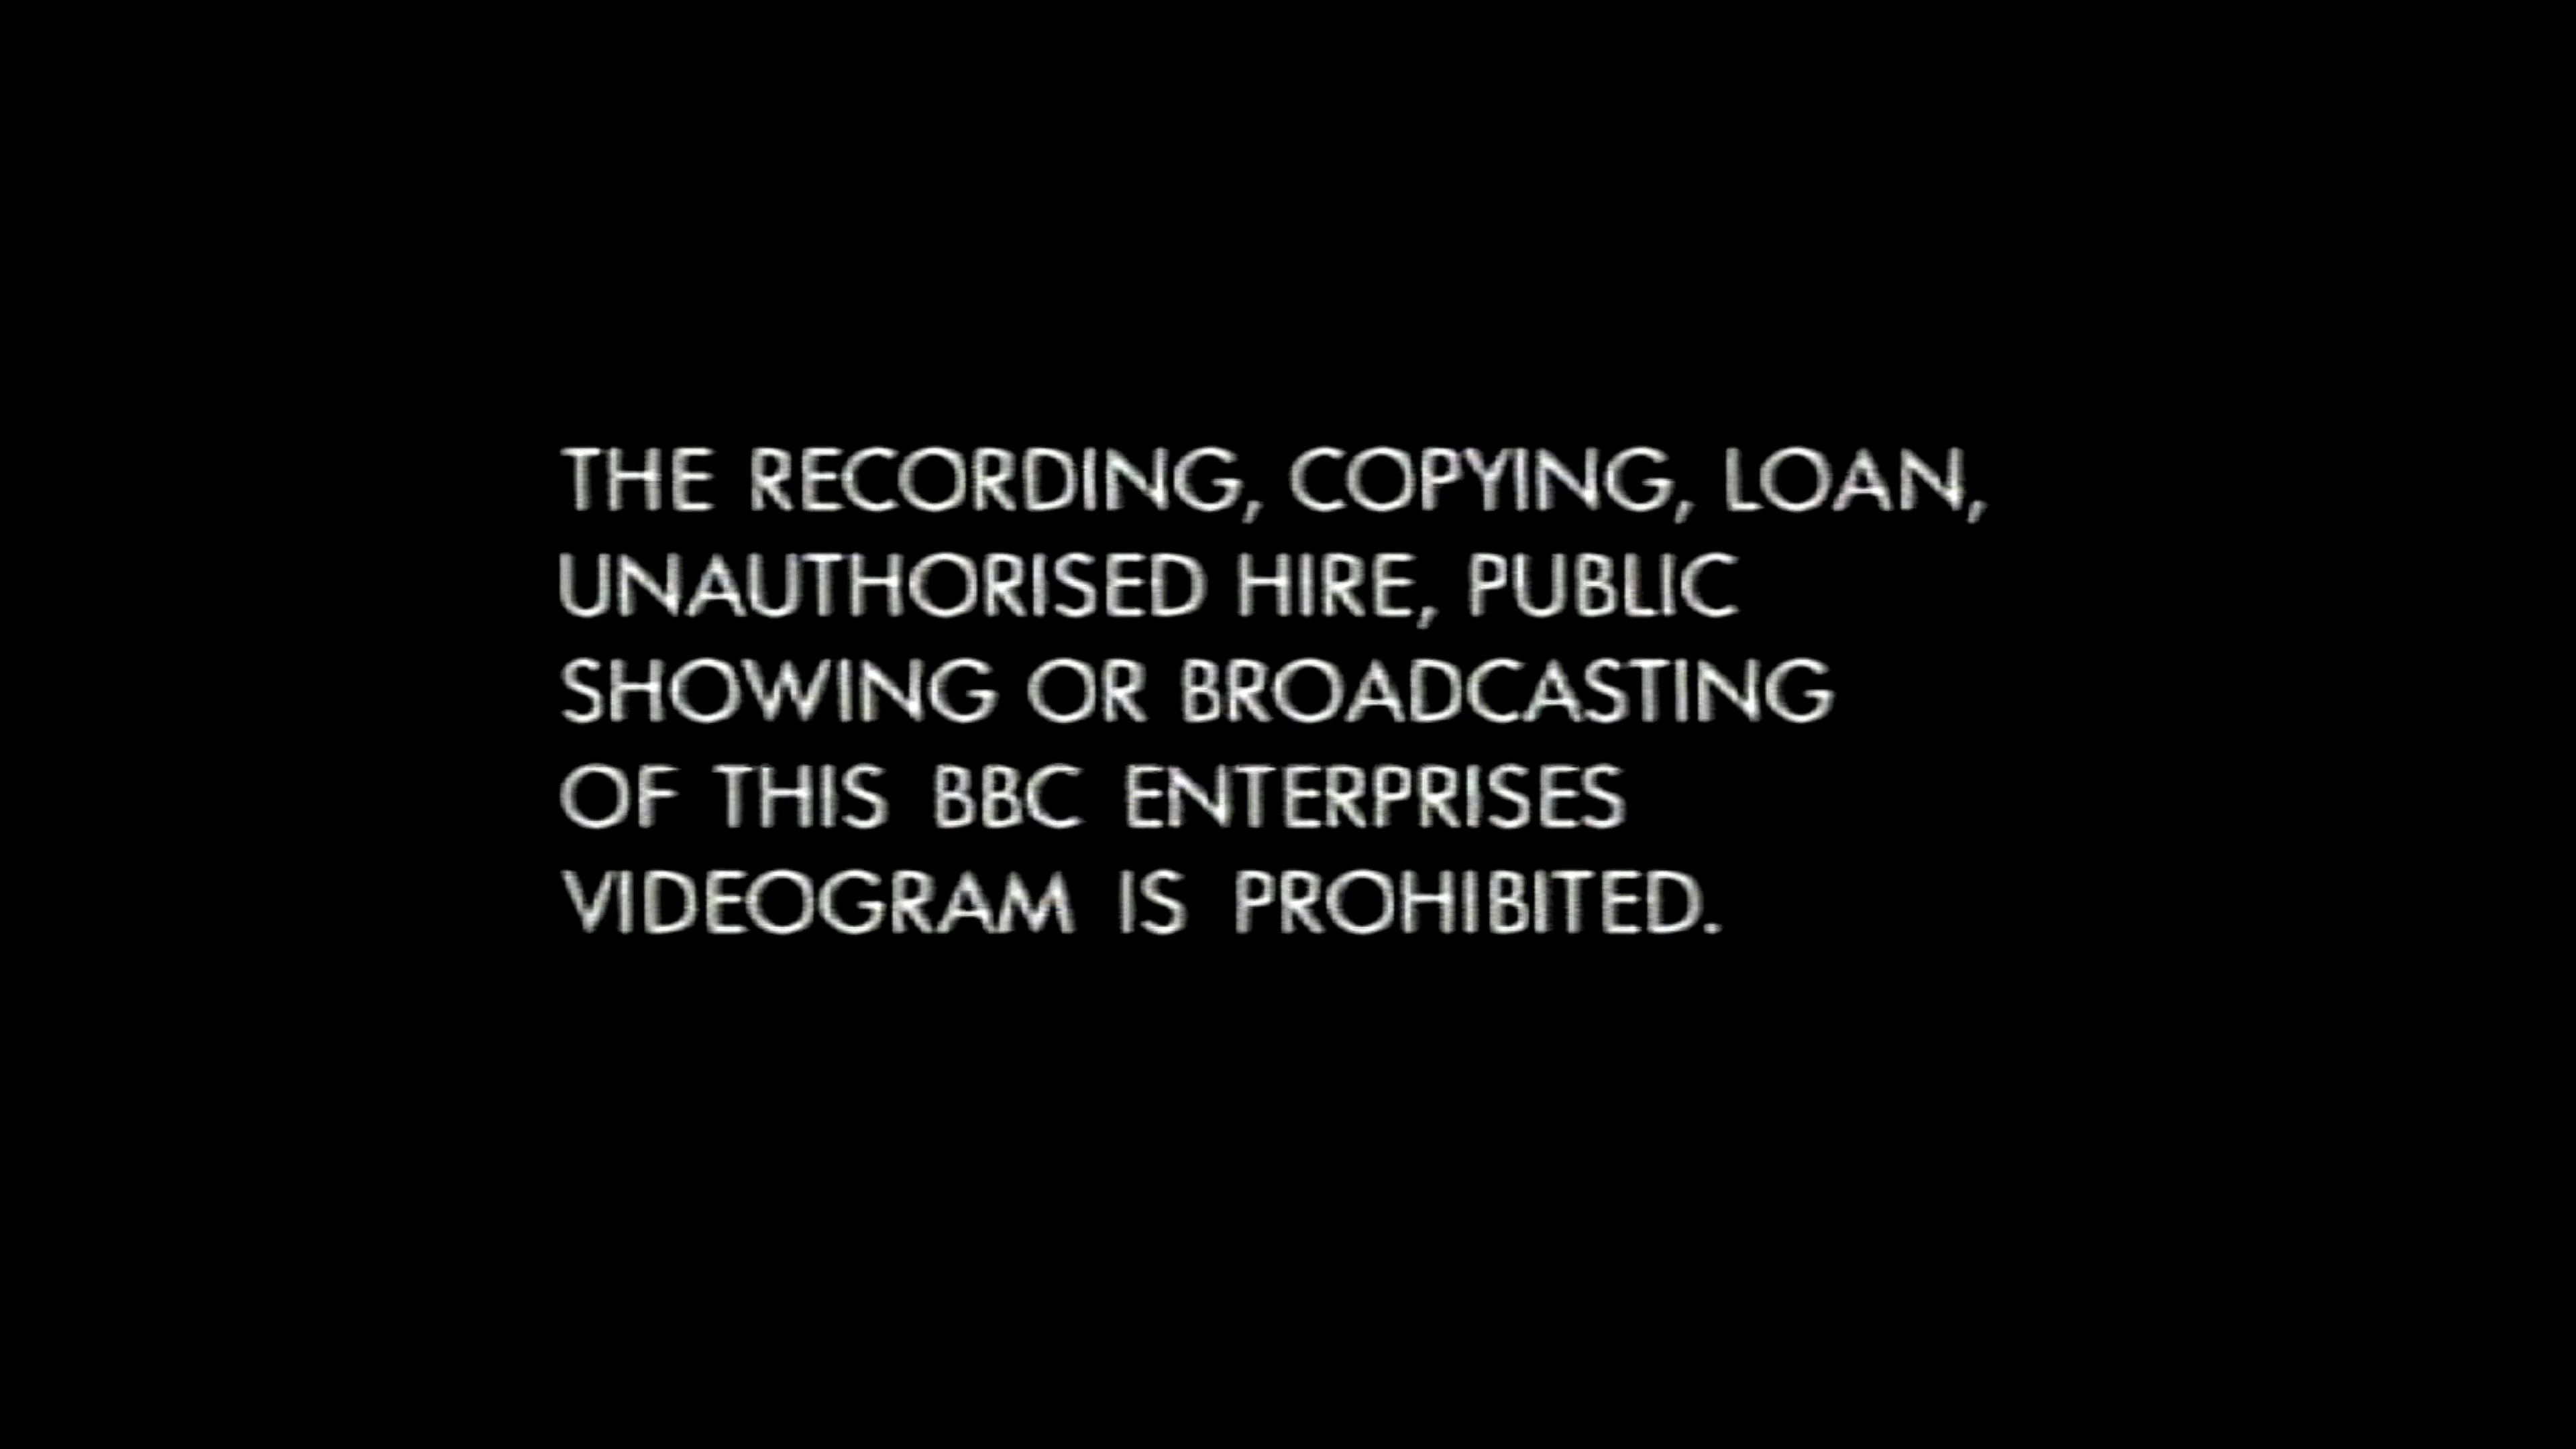 THE RECORDING, COPYING, LOAN,
UNAUTHORISED HIRE, PUBLIC
SHOWING OR BROADCASTING
OF THIS BBC ENTERPRISES
VIDEOGRAM IS PROHIBITED.